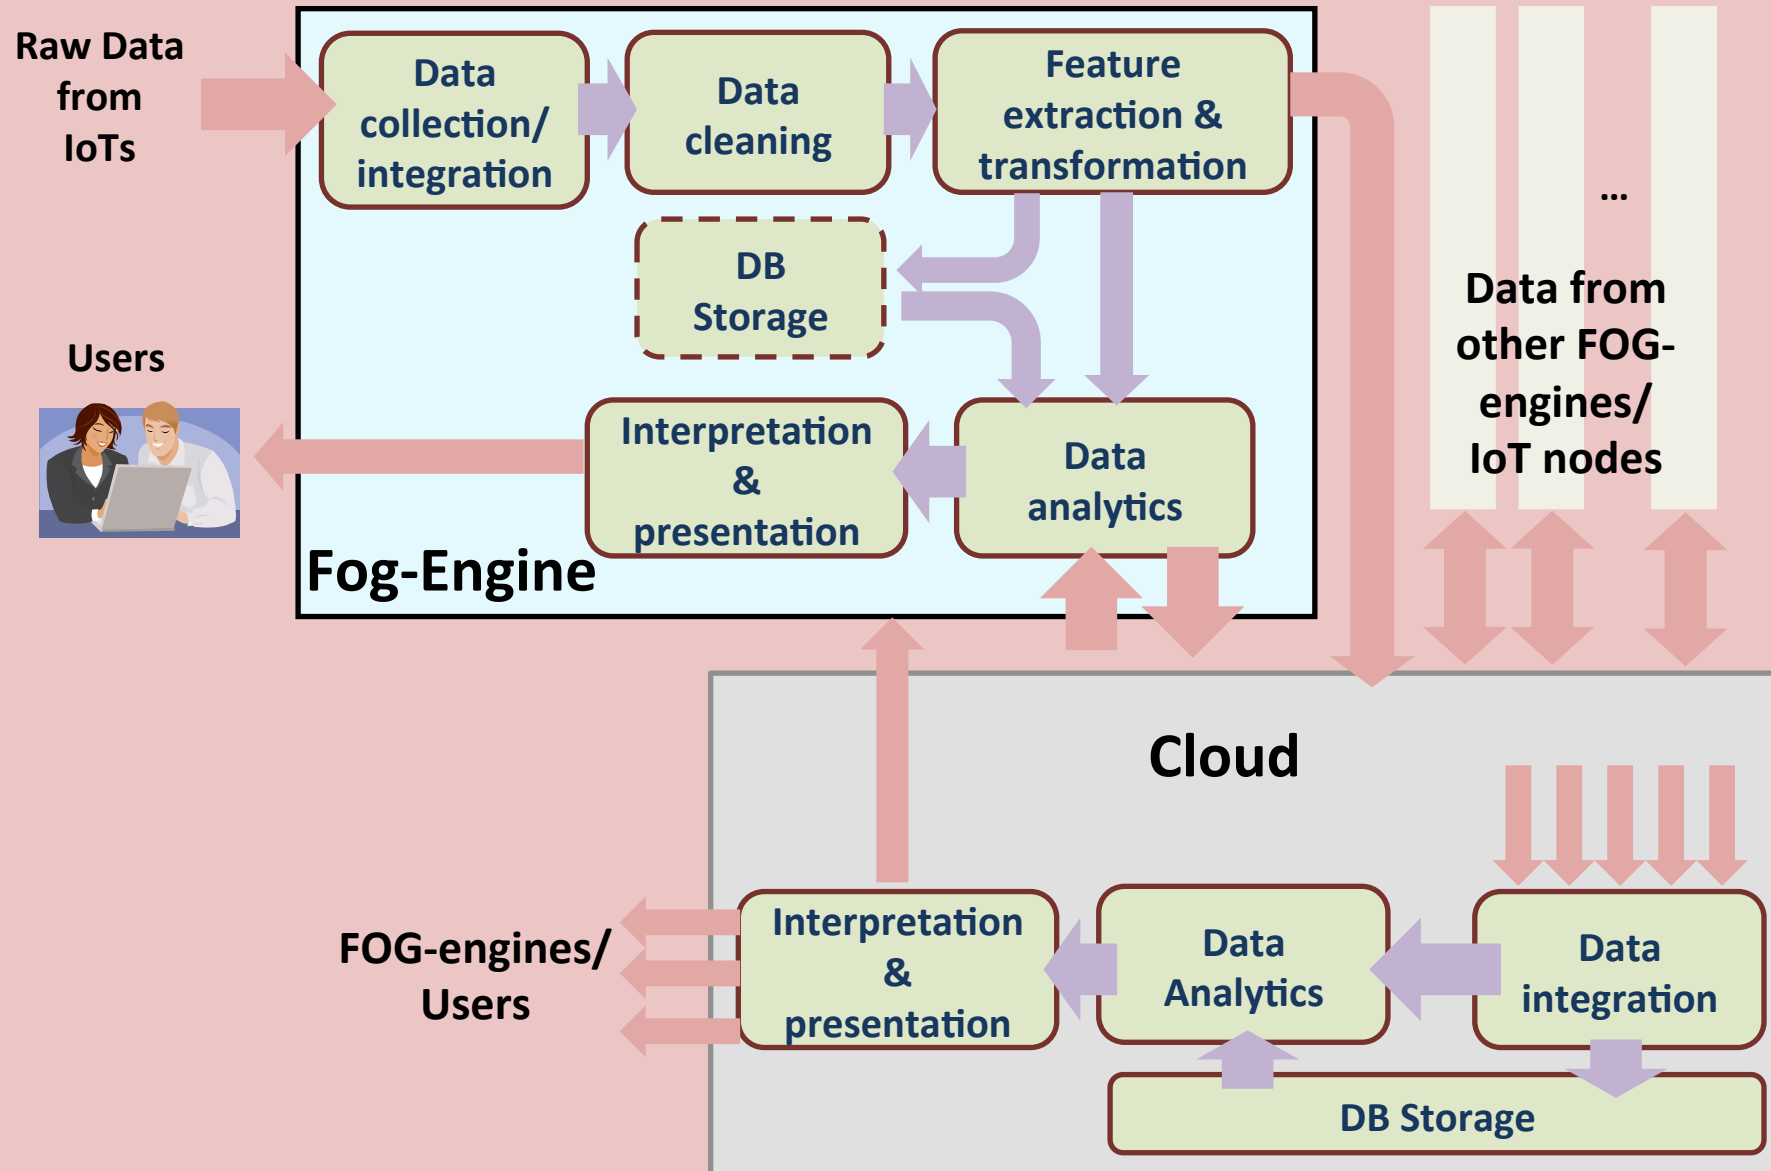 Raw Data
from
IoTs
Data
collection/
integration
Data
cleaning
Feature
extraction &
transformation
...
DB
Storage
Data from
other FOG-
engines/
IoT nodes
Users
Interpretation
&
presentation
Data
analytics
Fog-Engine
Cloud
FOG-engines/
Users
Interpretation
&
presentation
Data
Analytics
Data
integration
DB Storage